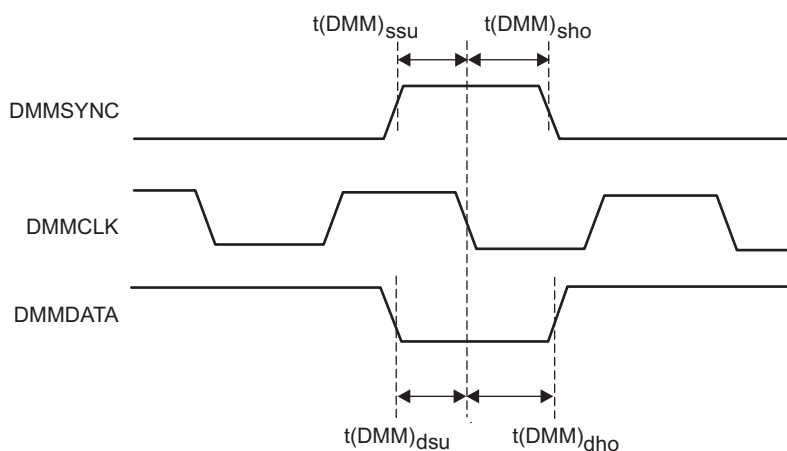 t(DMM)ssu t(DMM)sho
DMMSYNC
DMMCLK
DMMDATA
t(DMM)dsu t(DMM)dho